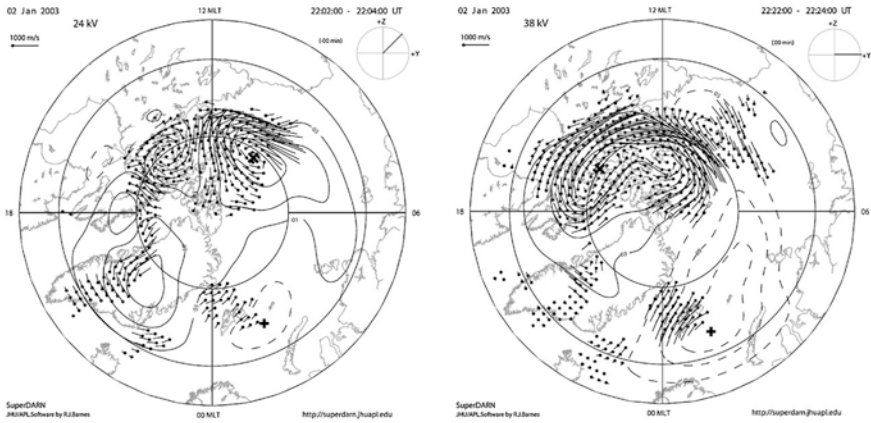 02 Jan 2003
24 kV
12 MLT
22:02:00 - 22:04:00 UT
1000 m/s
(-00 min)
+Z
+Y
18
06
00 MLT
SuperDARN
JHU/APL Software by R.J.Barnes
http://superdarn.jhuapl.edu
02 Jan 2003
38 kV
12 MLT
22:22:00 - 22:24:00 UT
1000 m/s
+Z
+Y
18
06
00 MLT
SuperDARN
JHU/APL Software by R.J.Barnes
http://superdarn.jhuapl.edu